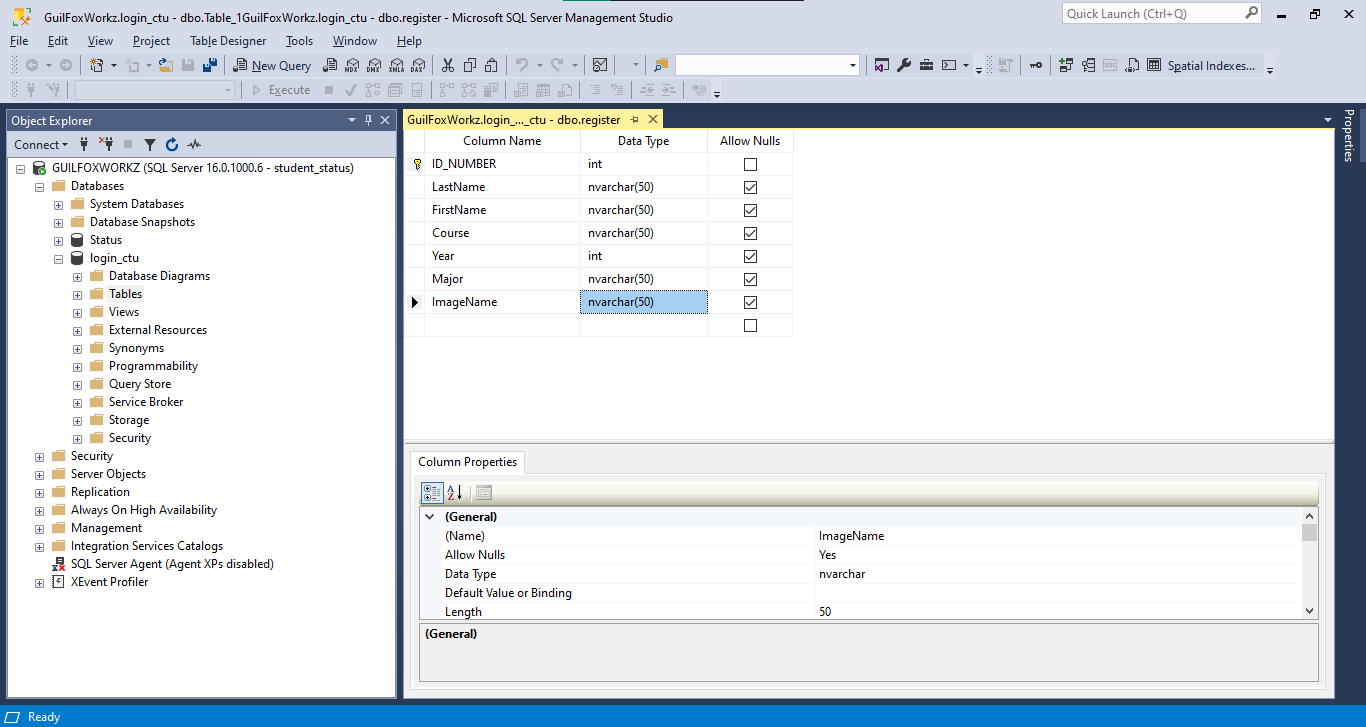 GuilFoxWorkz.login_ctu - dbo.Table_1GuilFoxWorkz.login_ctu - dbo.register - Microsoft SQL Server Management Studio
Quick Launch (Ctrl+Q)
File Edit View Project Table Designer Tools Window Help
New Query MDX DMX XMLA DAX Spatial Indexes...
Execute
Object Explorer
Connect
GUILFOXWORKZ (SQL Server 16.0.1000.6 - student_status)
Databases
System Databases
Database Snapshots
Status
login_ctu
Database Diagrams
Tables
Views
External Resources
Synonyms
Programmability
Query Store
Service Broker
Storage
Security
Security
Server Objects
Replication
Always On High Availability
Management
Integration Services Catalogs
SQL Server Agent (Agent XPs disabled)
XEvent Profiler
GuilFoxWorkz.login_..._ctu - dbo.register
Column Name Data Type Allow Nulls
ID_NUMBER int
LastName nvarchar(50)
FirstName nvarchar(50)
Course nvarchar(50)
Year int
Major nvarchar(50)
ImageName nvarchar(50)
Column Properties
(General)
(Name) ImageName
Allow Nulls Yes
Data Type nvarchar
Default Value or Binding
Length 50
(General)
Properties
Ready